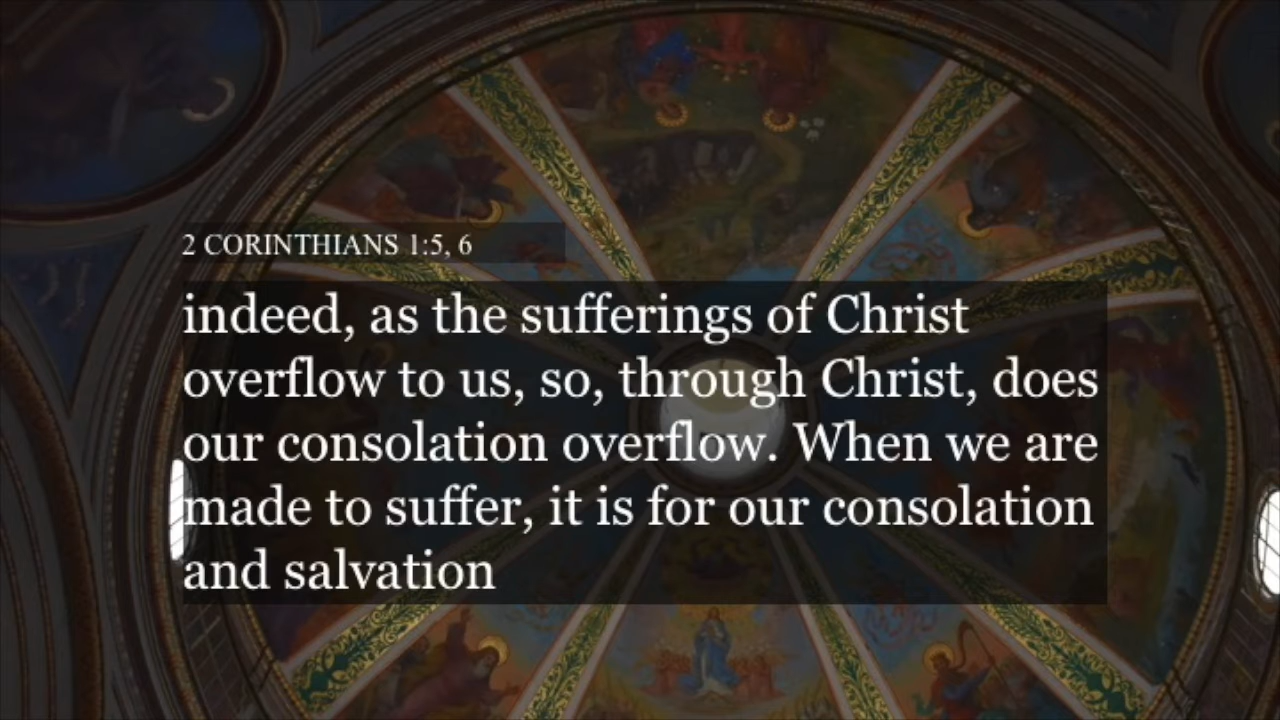 2 CORINTHIANS 1:5, 6
indeed, as the sufferings of Christ
overflow to us, so, through Christ, does
our consolation overflow. When we are
made to suffer, it is for our consolation
and salvation